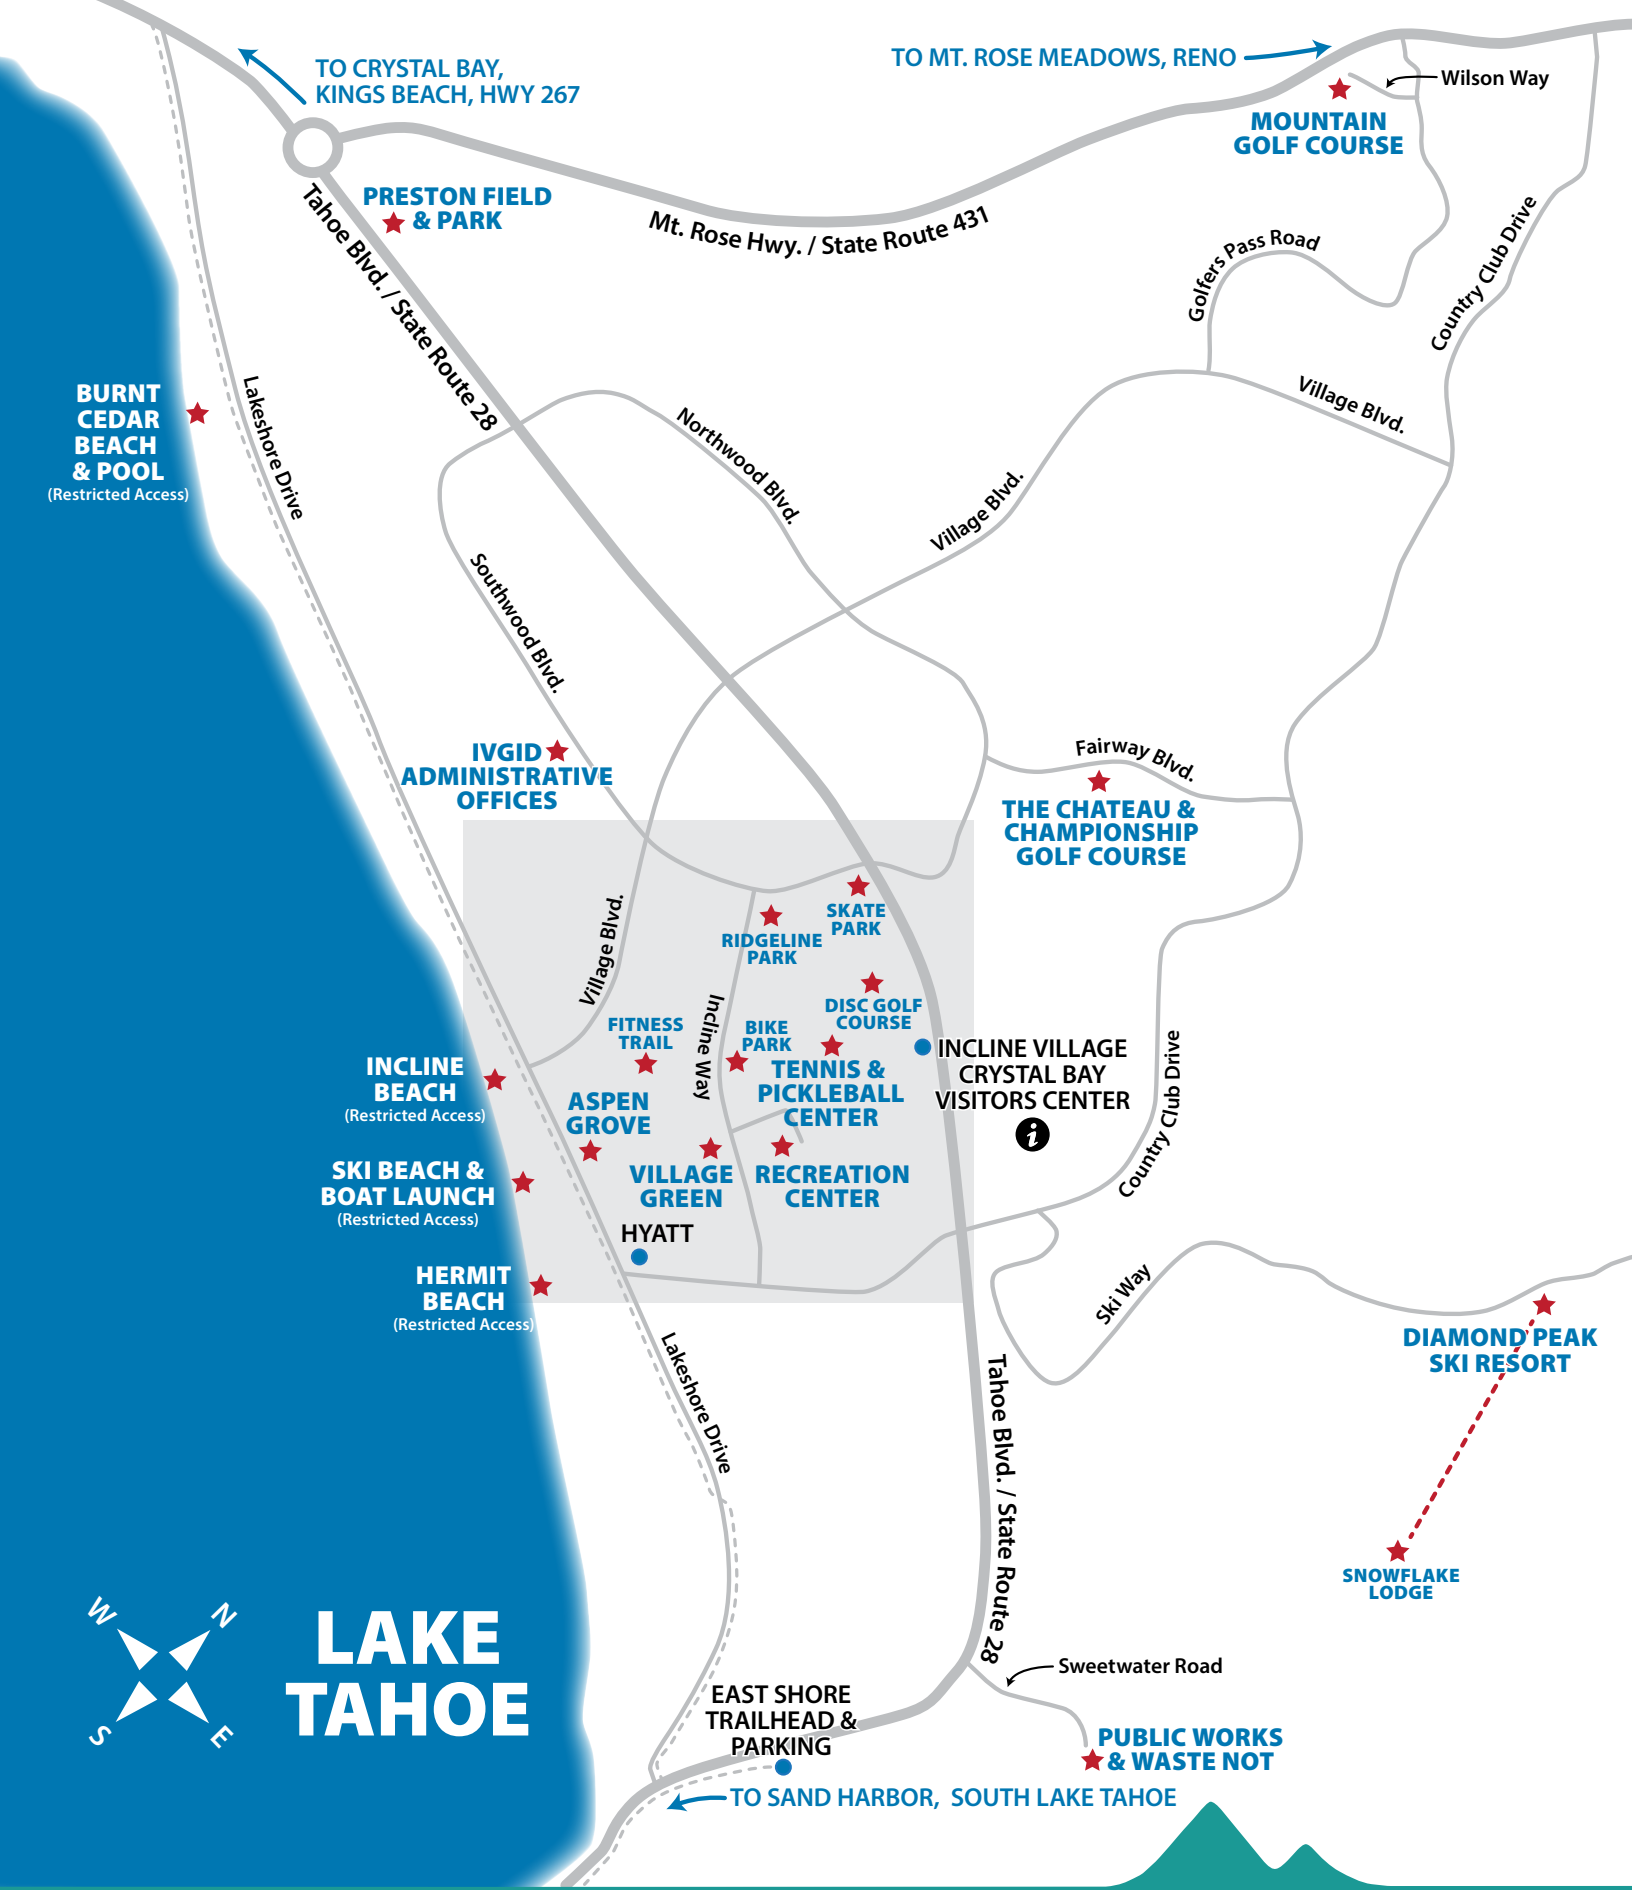 TO CRYSTAL BAY,
KINGS BEACH, HWY 267
TO MT. ROSE MEADOWS, RENO
Wilson Way
MOUNTAIN
GOLF COURSE
PRESTON FIELD
& PARK
Tahoe Blvd. / State Route 28
Mt. Rose Hwy. / State Route 431
Golfers Pass Road
Country Club Drive
Village Blvd.
BURNT
CEDAR
BEACH
& POOL
(Restricted Access)
Lakeshore Drive
Northwood Blvd.
Village Blvd.
Southwood Blvd.
IVGID
ADMINISTRATIVE
OFFICES
Fairway Blvd.
THE CHATEAU &
CHAMPIONSHIP
GOLF COURSE
Village Blvd.
RIDGELINE
PARK
SKATE
PARK
DISC GOLF
COURSE
FITNESS
TRAIL
Incline Way
BIKE
PARK
TENNIS &
PICKLEBALL
CENTER
INCLINE VILLAGE
CRYSTAL BAY
VISITORS CENTER
i
Country Club Drive
INCLINE
BEACH
(Restricted Access)
ASPEN
GROVE
VILLAGE
GREEN
RECREATION
CENTER
SKI BEACH &
BOAT LAUNCH
(Restricted Access)
HYATT
HERMIT
BEACH
(Restricted Access)
Ski Way
DIAMOND PEAK
SKI RESORT
Lakeshore Drive
Tahoe Blvd. / State Route 28
SNOWFLAKE
LODGE
W
N
S
E
LAKE
TAHOE
Sweetwater Road
EAST SHORE
TRAILHEAD &
PARKING
PUBLIC WORKS
& WASTE NOT
TO SAND HARBOR, SOUTH LAKE TAHOE